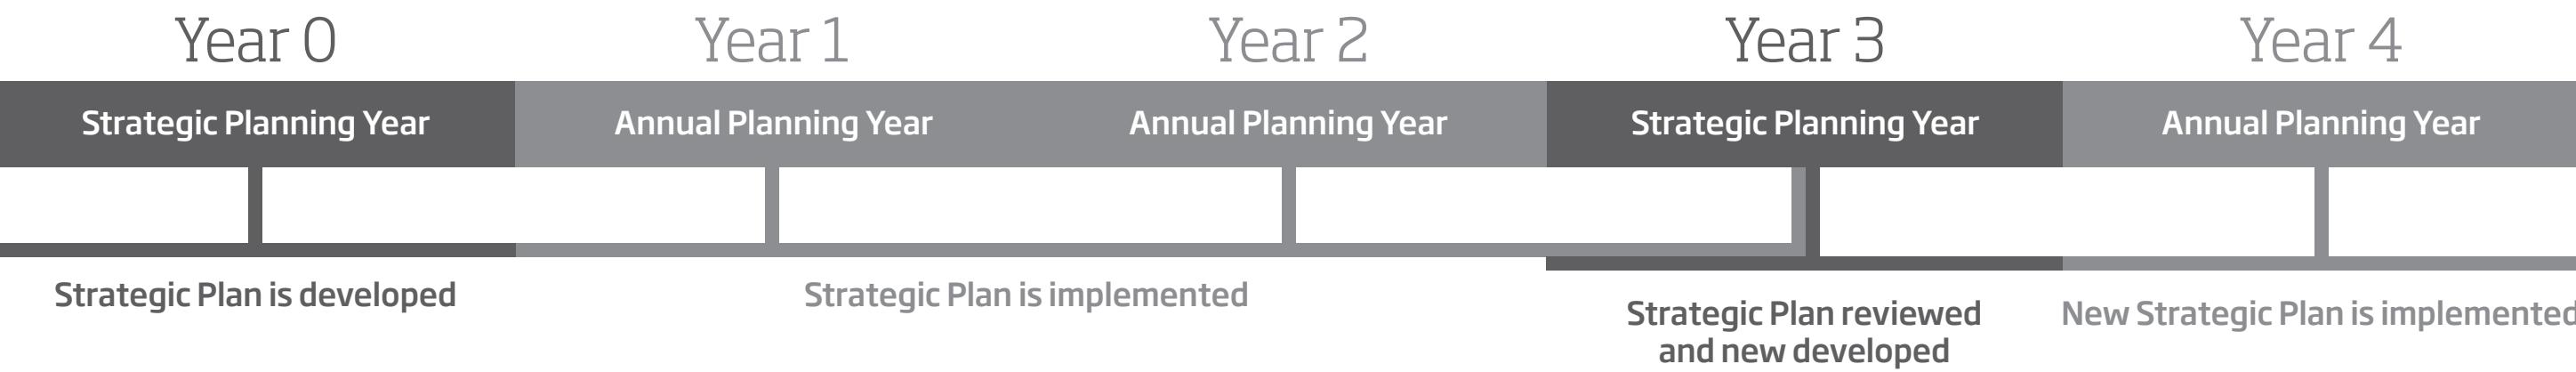 Year 0
Year 1
Year 2
Year 3
Year 4
Strategic Planning Year
Annual Planning Year
Annual Planning Year
Strategic Planning Year
Annual Planning Year
Strategic Plan is developed
Strategic Plan is implemented
Strategic Plan reviewed
and new developed
New Strategic Plan is implemented